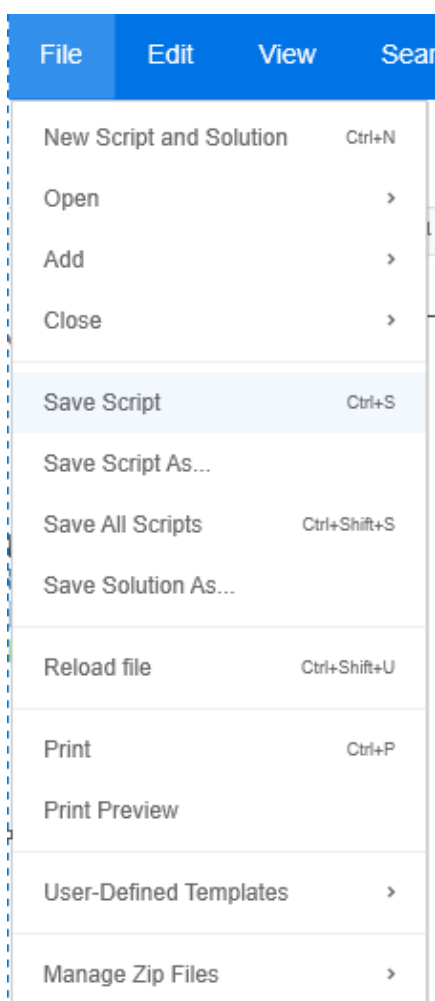 File Edit View Sear
New Script and Solution Ctrl+N
Open
Add
Close
Save Script Ctrl+S
Save Script As...
Save All Scripts Ctrl+Shift+S
Save Solution As...
Reload file Ctrl+Shift+U
Print Ctrl+P
Print Preview
User-Defined Templates
Manage Zip Files